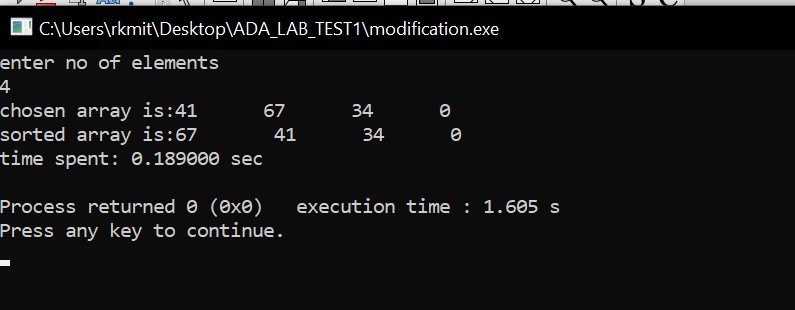 C:\Users\rkmit\Desktop\ADA_LAB_TEST1\modification.exe
enter no of elements
4
chosen array is:41 67 34 0
sorted array is:67 41 34 0
time spent: 0.189000 sec
Process returned 0 (0x0) execution time : 1.605 s
Press any key to continue.